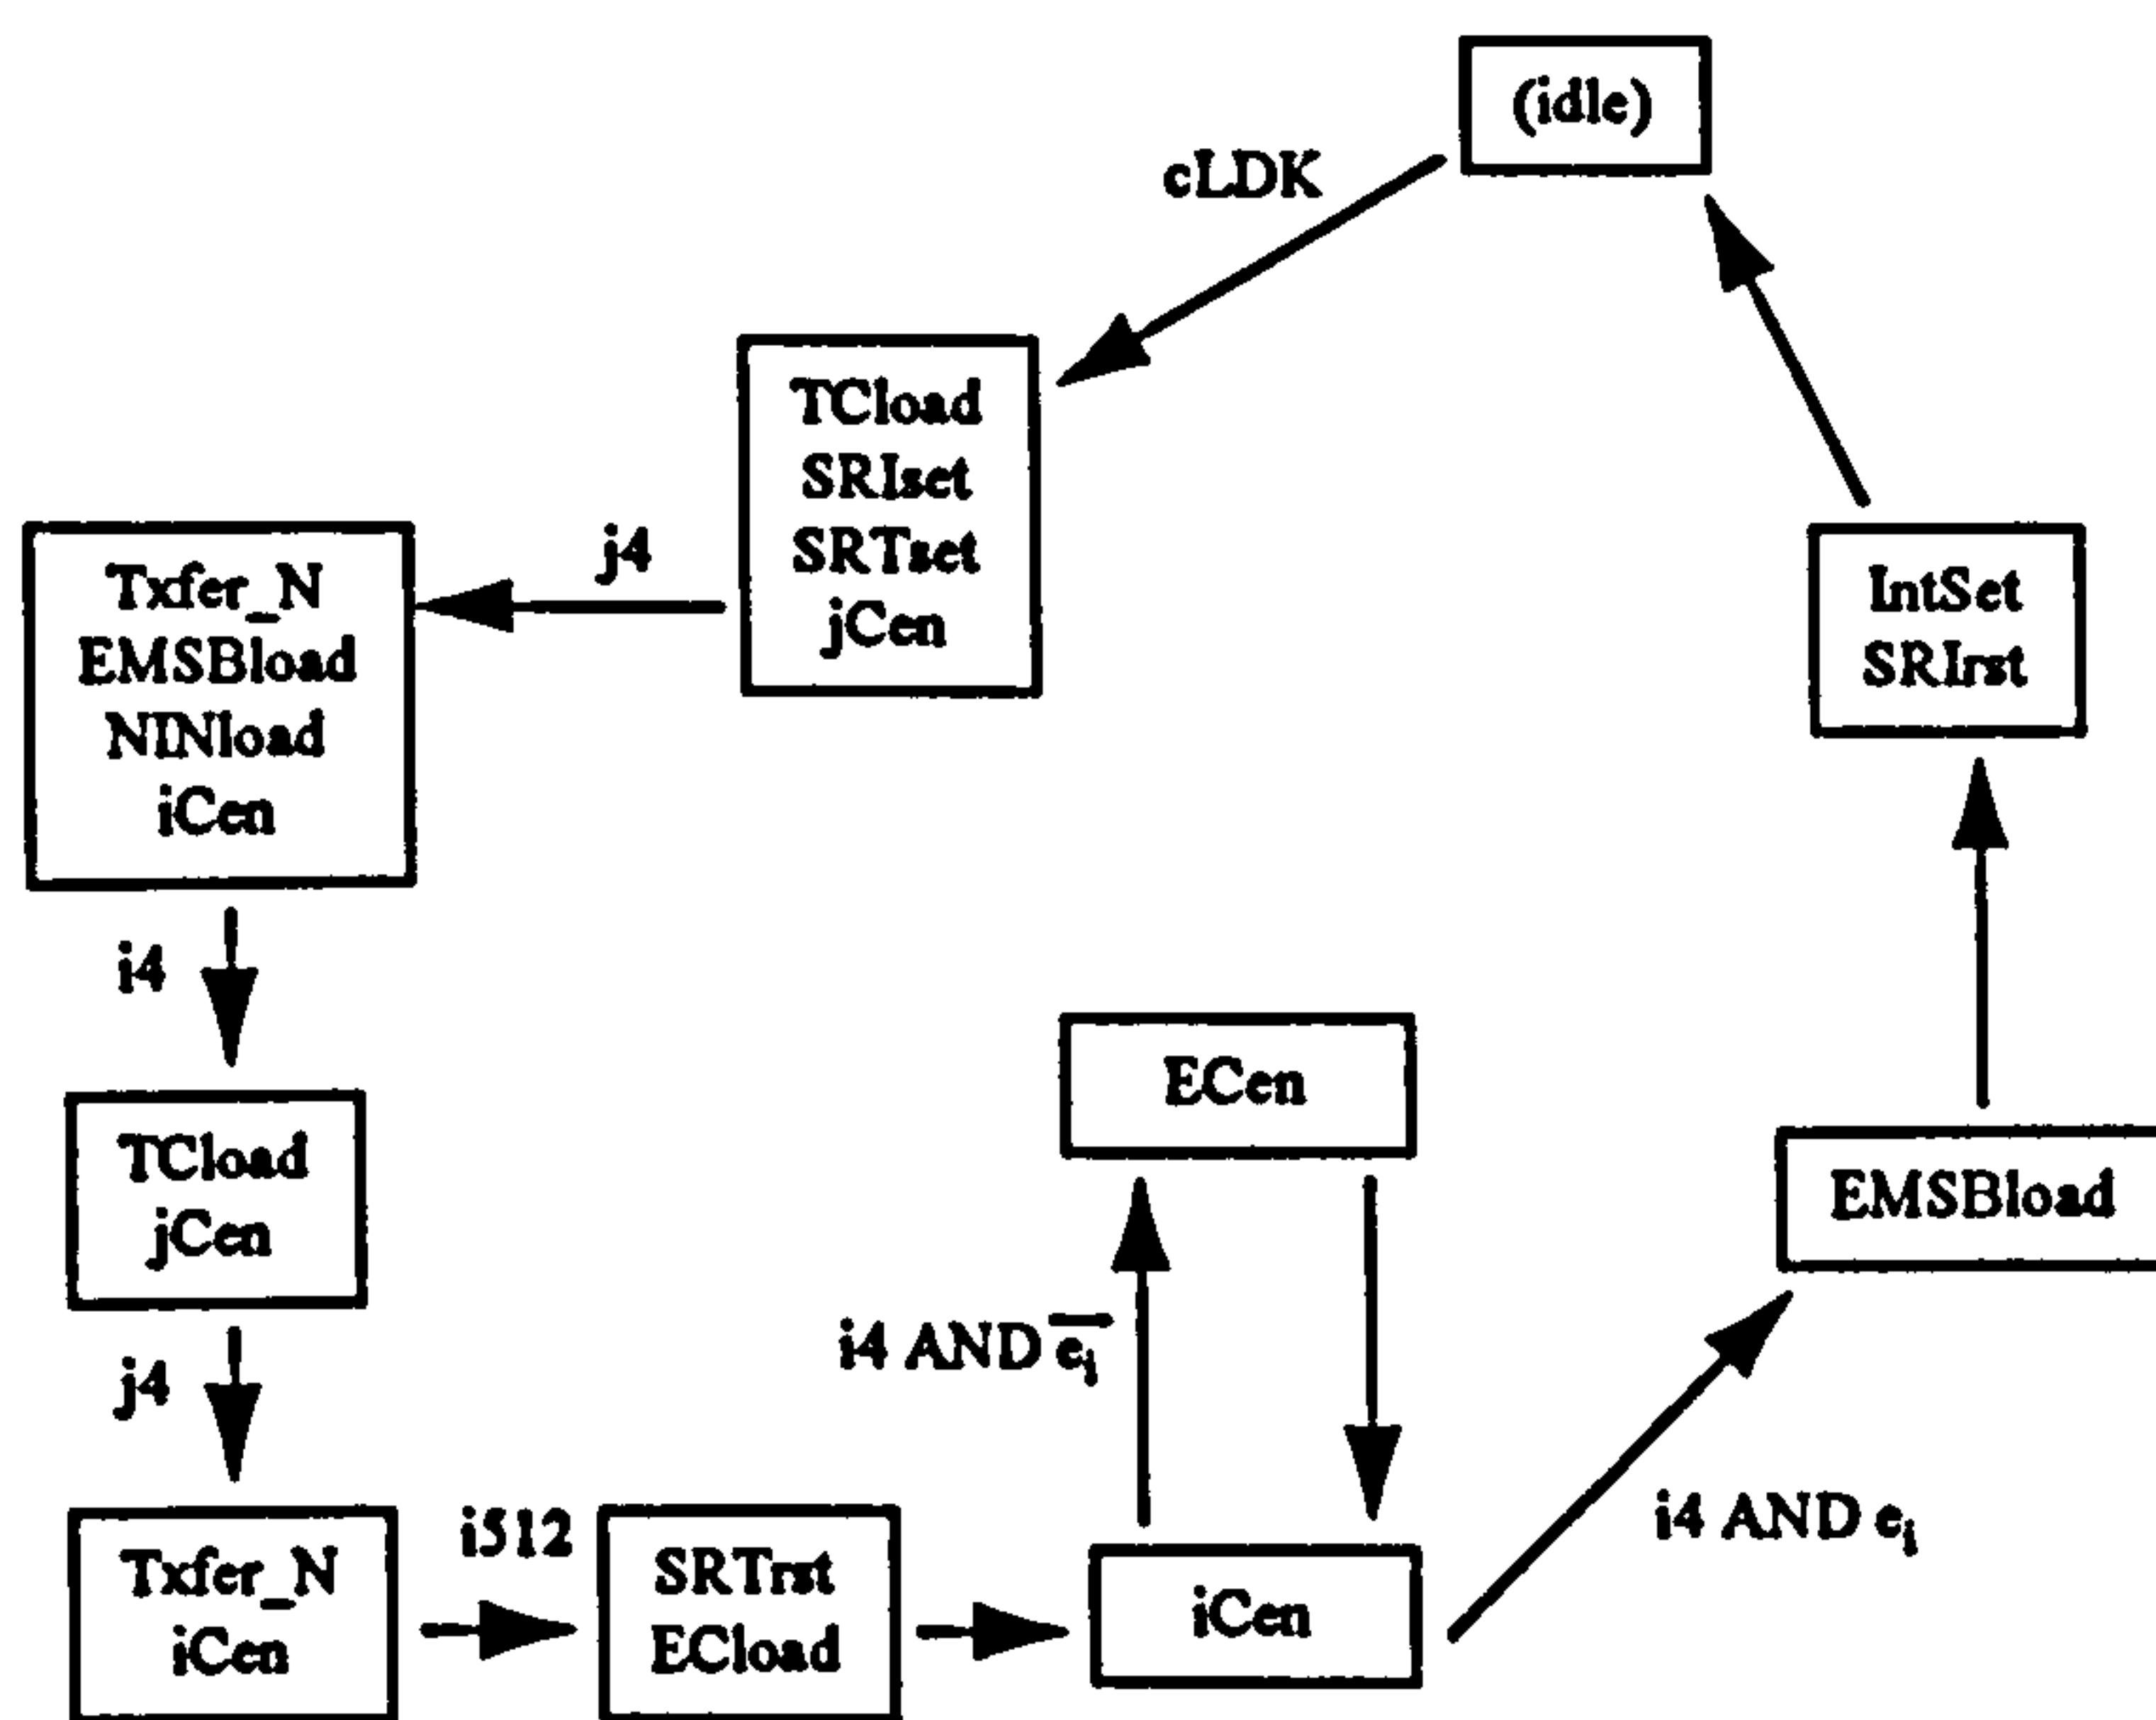 (idle)
cLDK
TCload
SRIset
SRTset
jCen
j4
Txfer_N
EMSBload
NINload
iCen
IntSet
SRIrst
i4
TCload
jCen
ECen
EMSBload
j4
i4 AND e̅ᵢ
i4 AND eᵢ
Txfer_N
iCen
i512
SRTrst
ECload
iCen